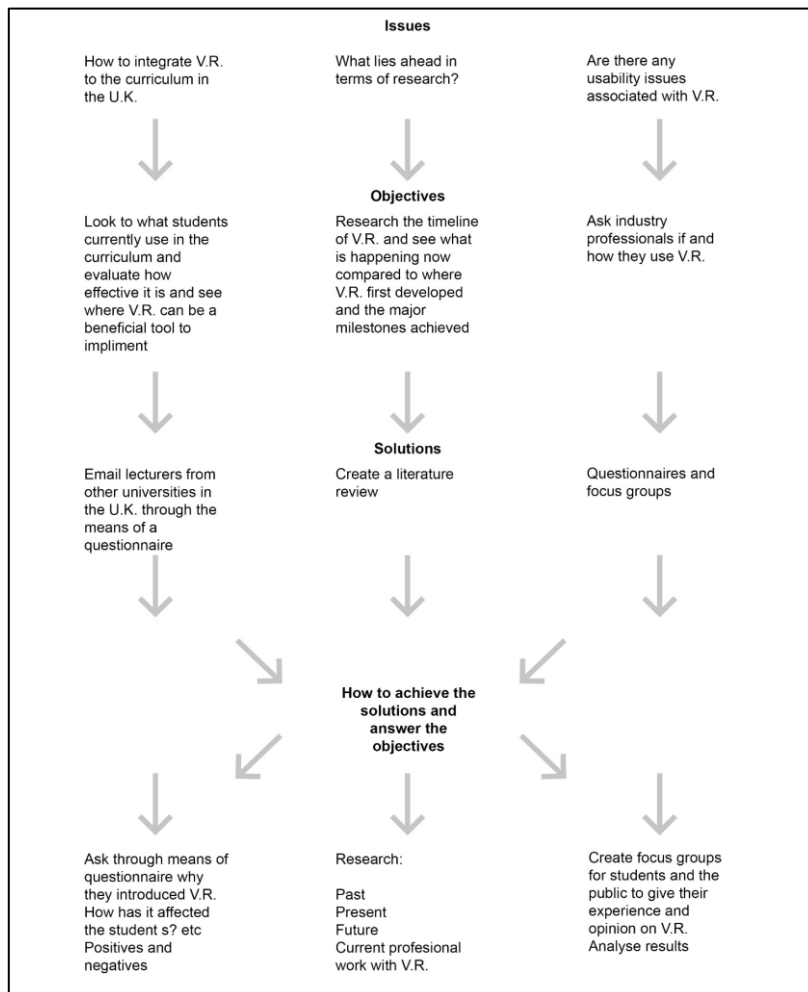 Issues
How to integrate V.R.
to the curriculum in
the U.K.
What lies ahead in
terms of research?
Are there any
usability issues
associated with V.R.
Objectives
Look to what students
currently use in the
curriculum and
evaluate how
effective it is and see
where V.R. can be a
beneficial tool to
impliment
Research the timeline
of V.R. and see what
is happening now
compared to where
V.R. first developed
and the major
milestones achieved
Ask industry
professionals if and
how they use V.R.
Solutions
Email lecturers from
other universities in
the U.K. through the
means of a
questionnaire
Create a literature
review
Questionnaires and
focus groups
How to achieve the
solutions and
answer the
objectives
Ask through means of
questionnaire why
they introduced V.R.
How has it affected
the student s? etc
Positives and
negatives
Research:
Past
Present
Future
Current profesional
work with V.R.
Create focus groups
for students and the
public to give their
experience and
opinion on V.R.
Analyse results